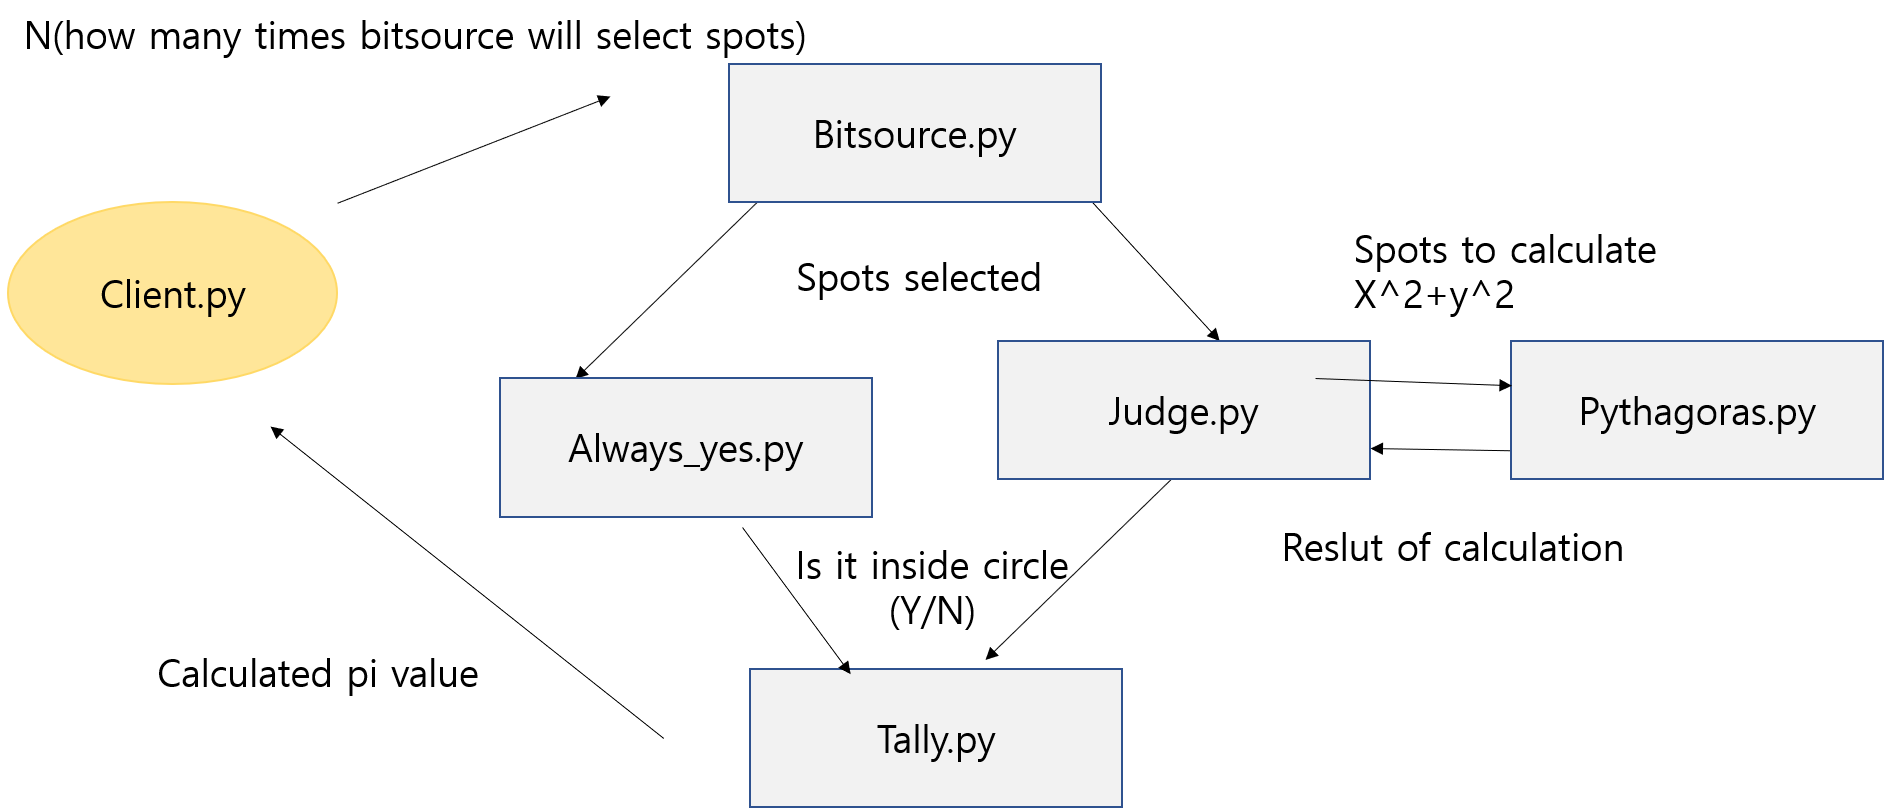 N(how many times bitsource will select spots)
Bitsource.py
Client.py
Spots selected
Spots to calculate
X^2+y^2
Always_yes.py
Judge.py
Pythagoras.py
Is it inside circle
(Y/N)
Reslut of calculation
Calculated pi value
Tally.py